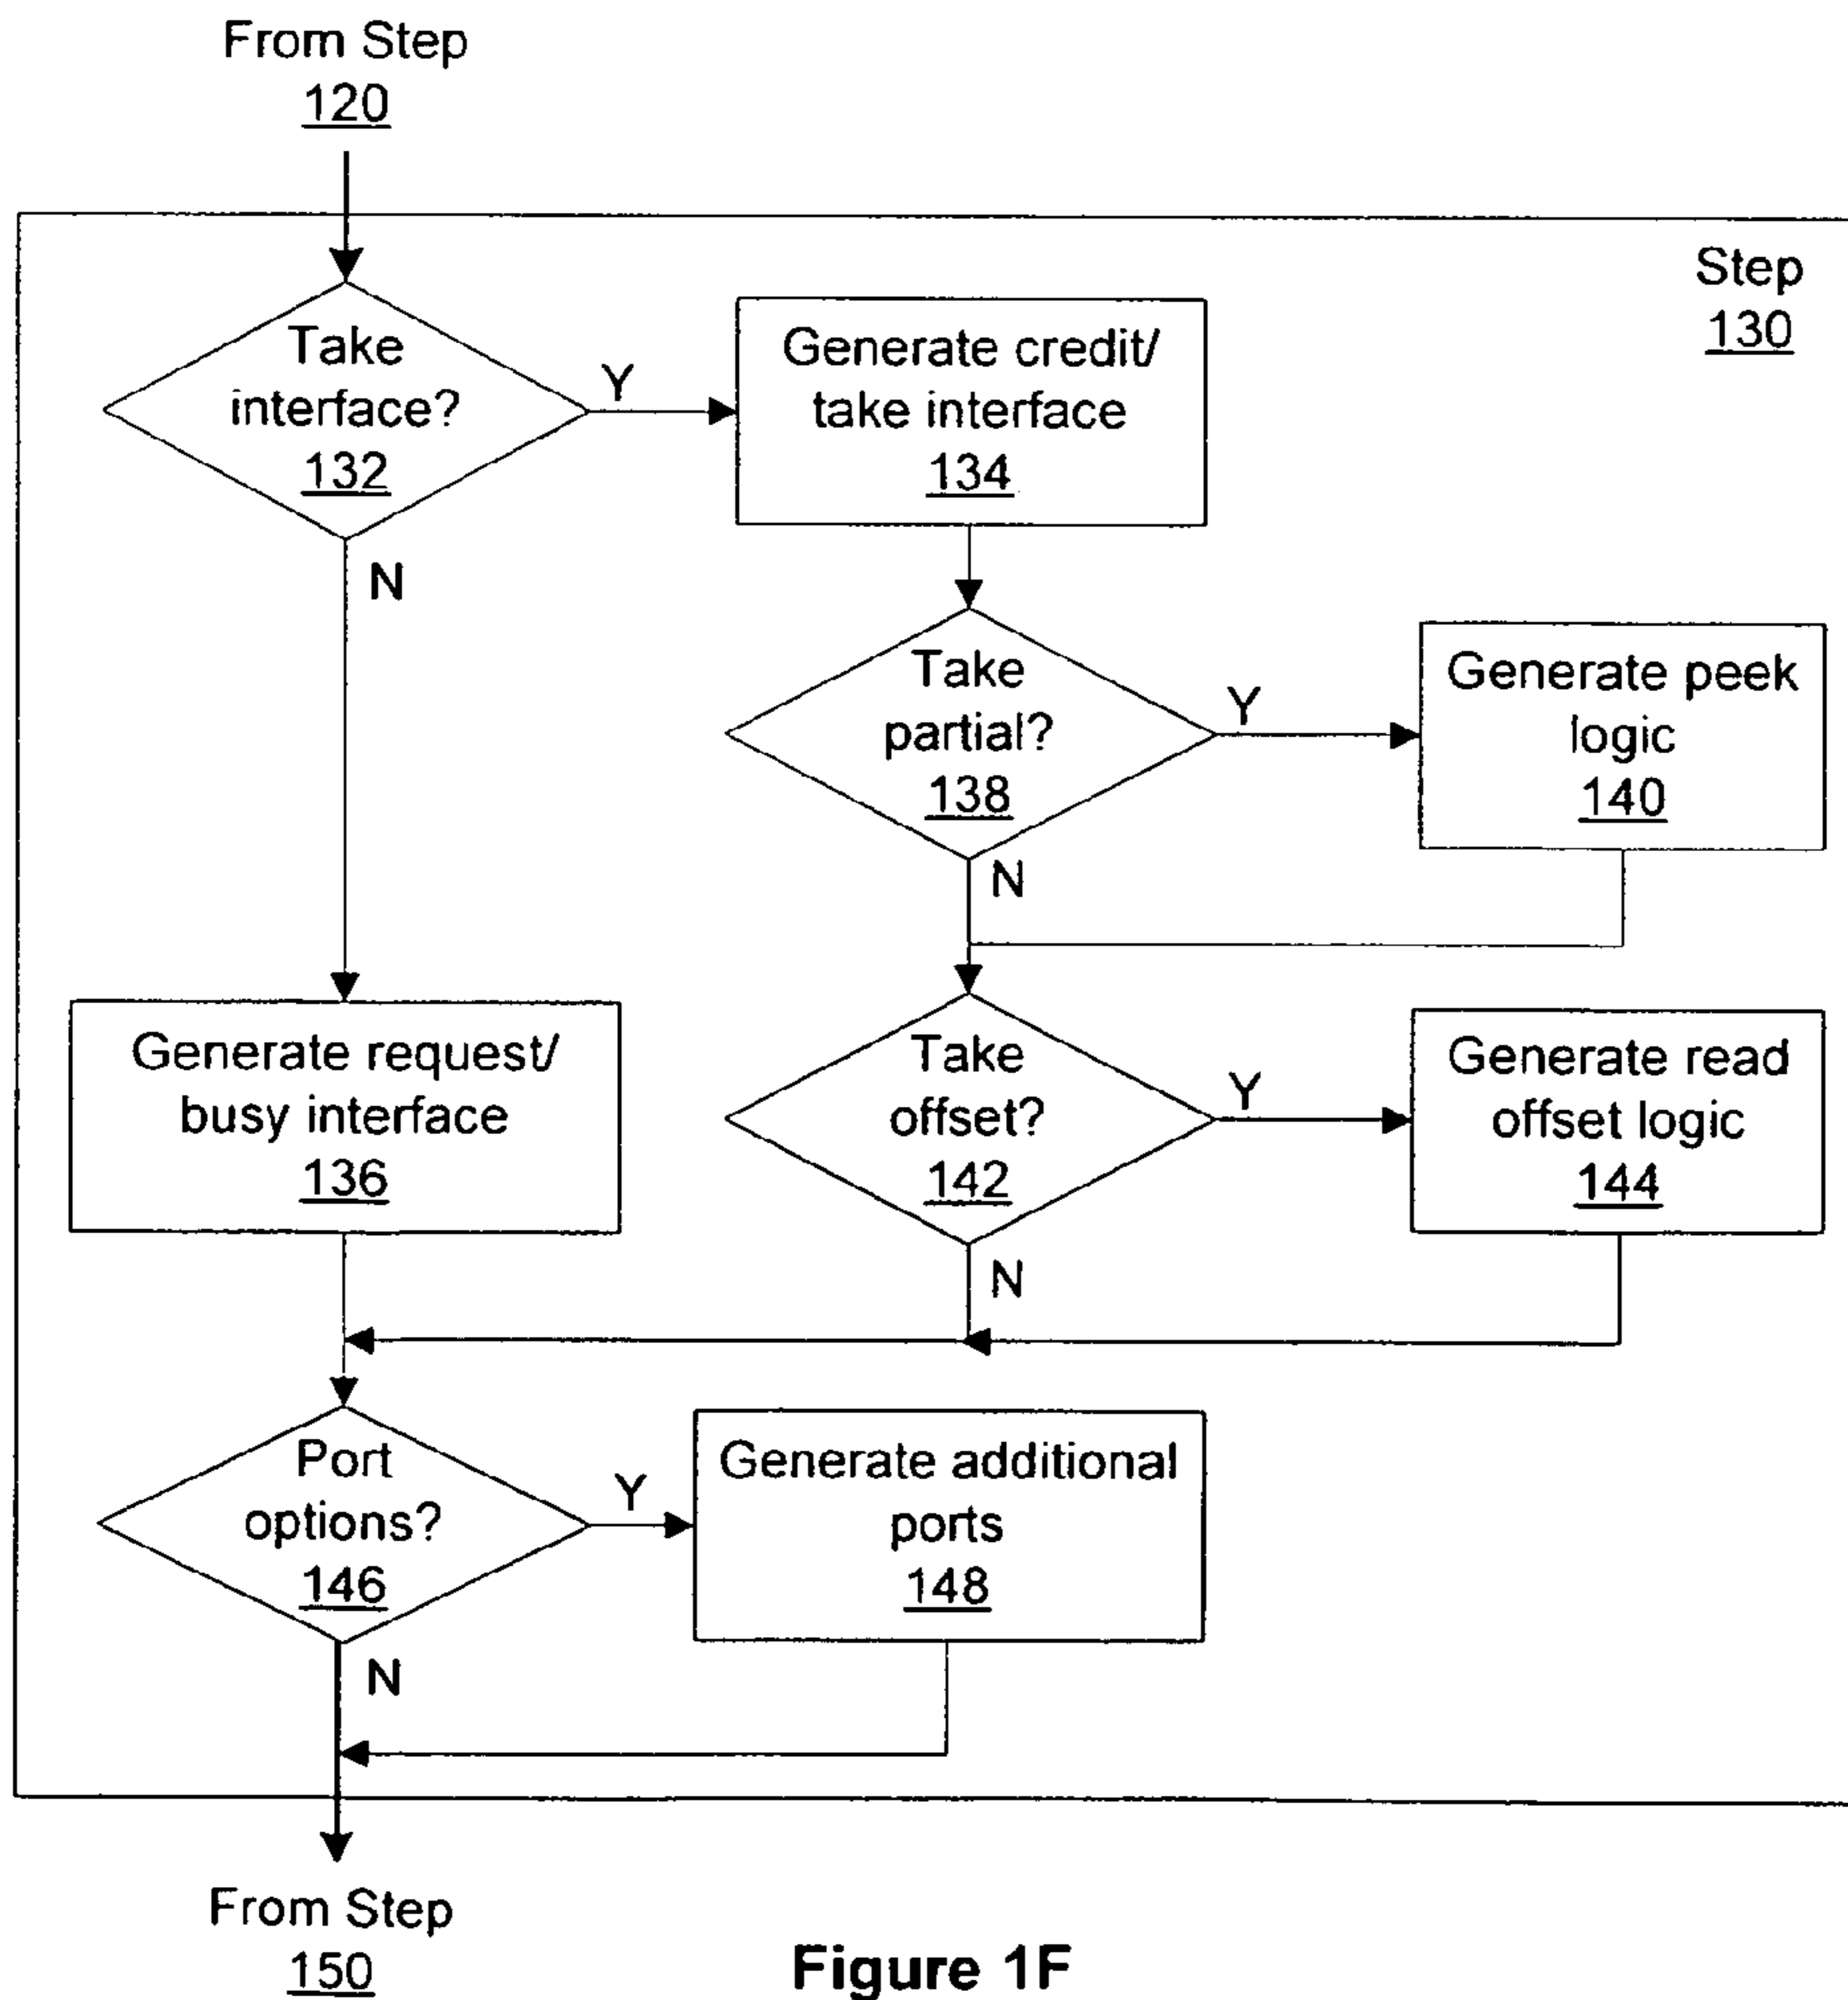 From Step
120
Step
130
Take
interface?
132
Y
Generate credit/
take interface
134
N
Take
partial?
138
Y
Generate peek
logic
140
N
Generate request/
busy interface
136
Take
offset?
142
Y
Generate read
offset logic
144
N
Port
options?
146
Y
Generate additional
ports
148
N
From Step
150
Figure 1F